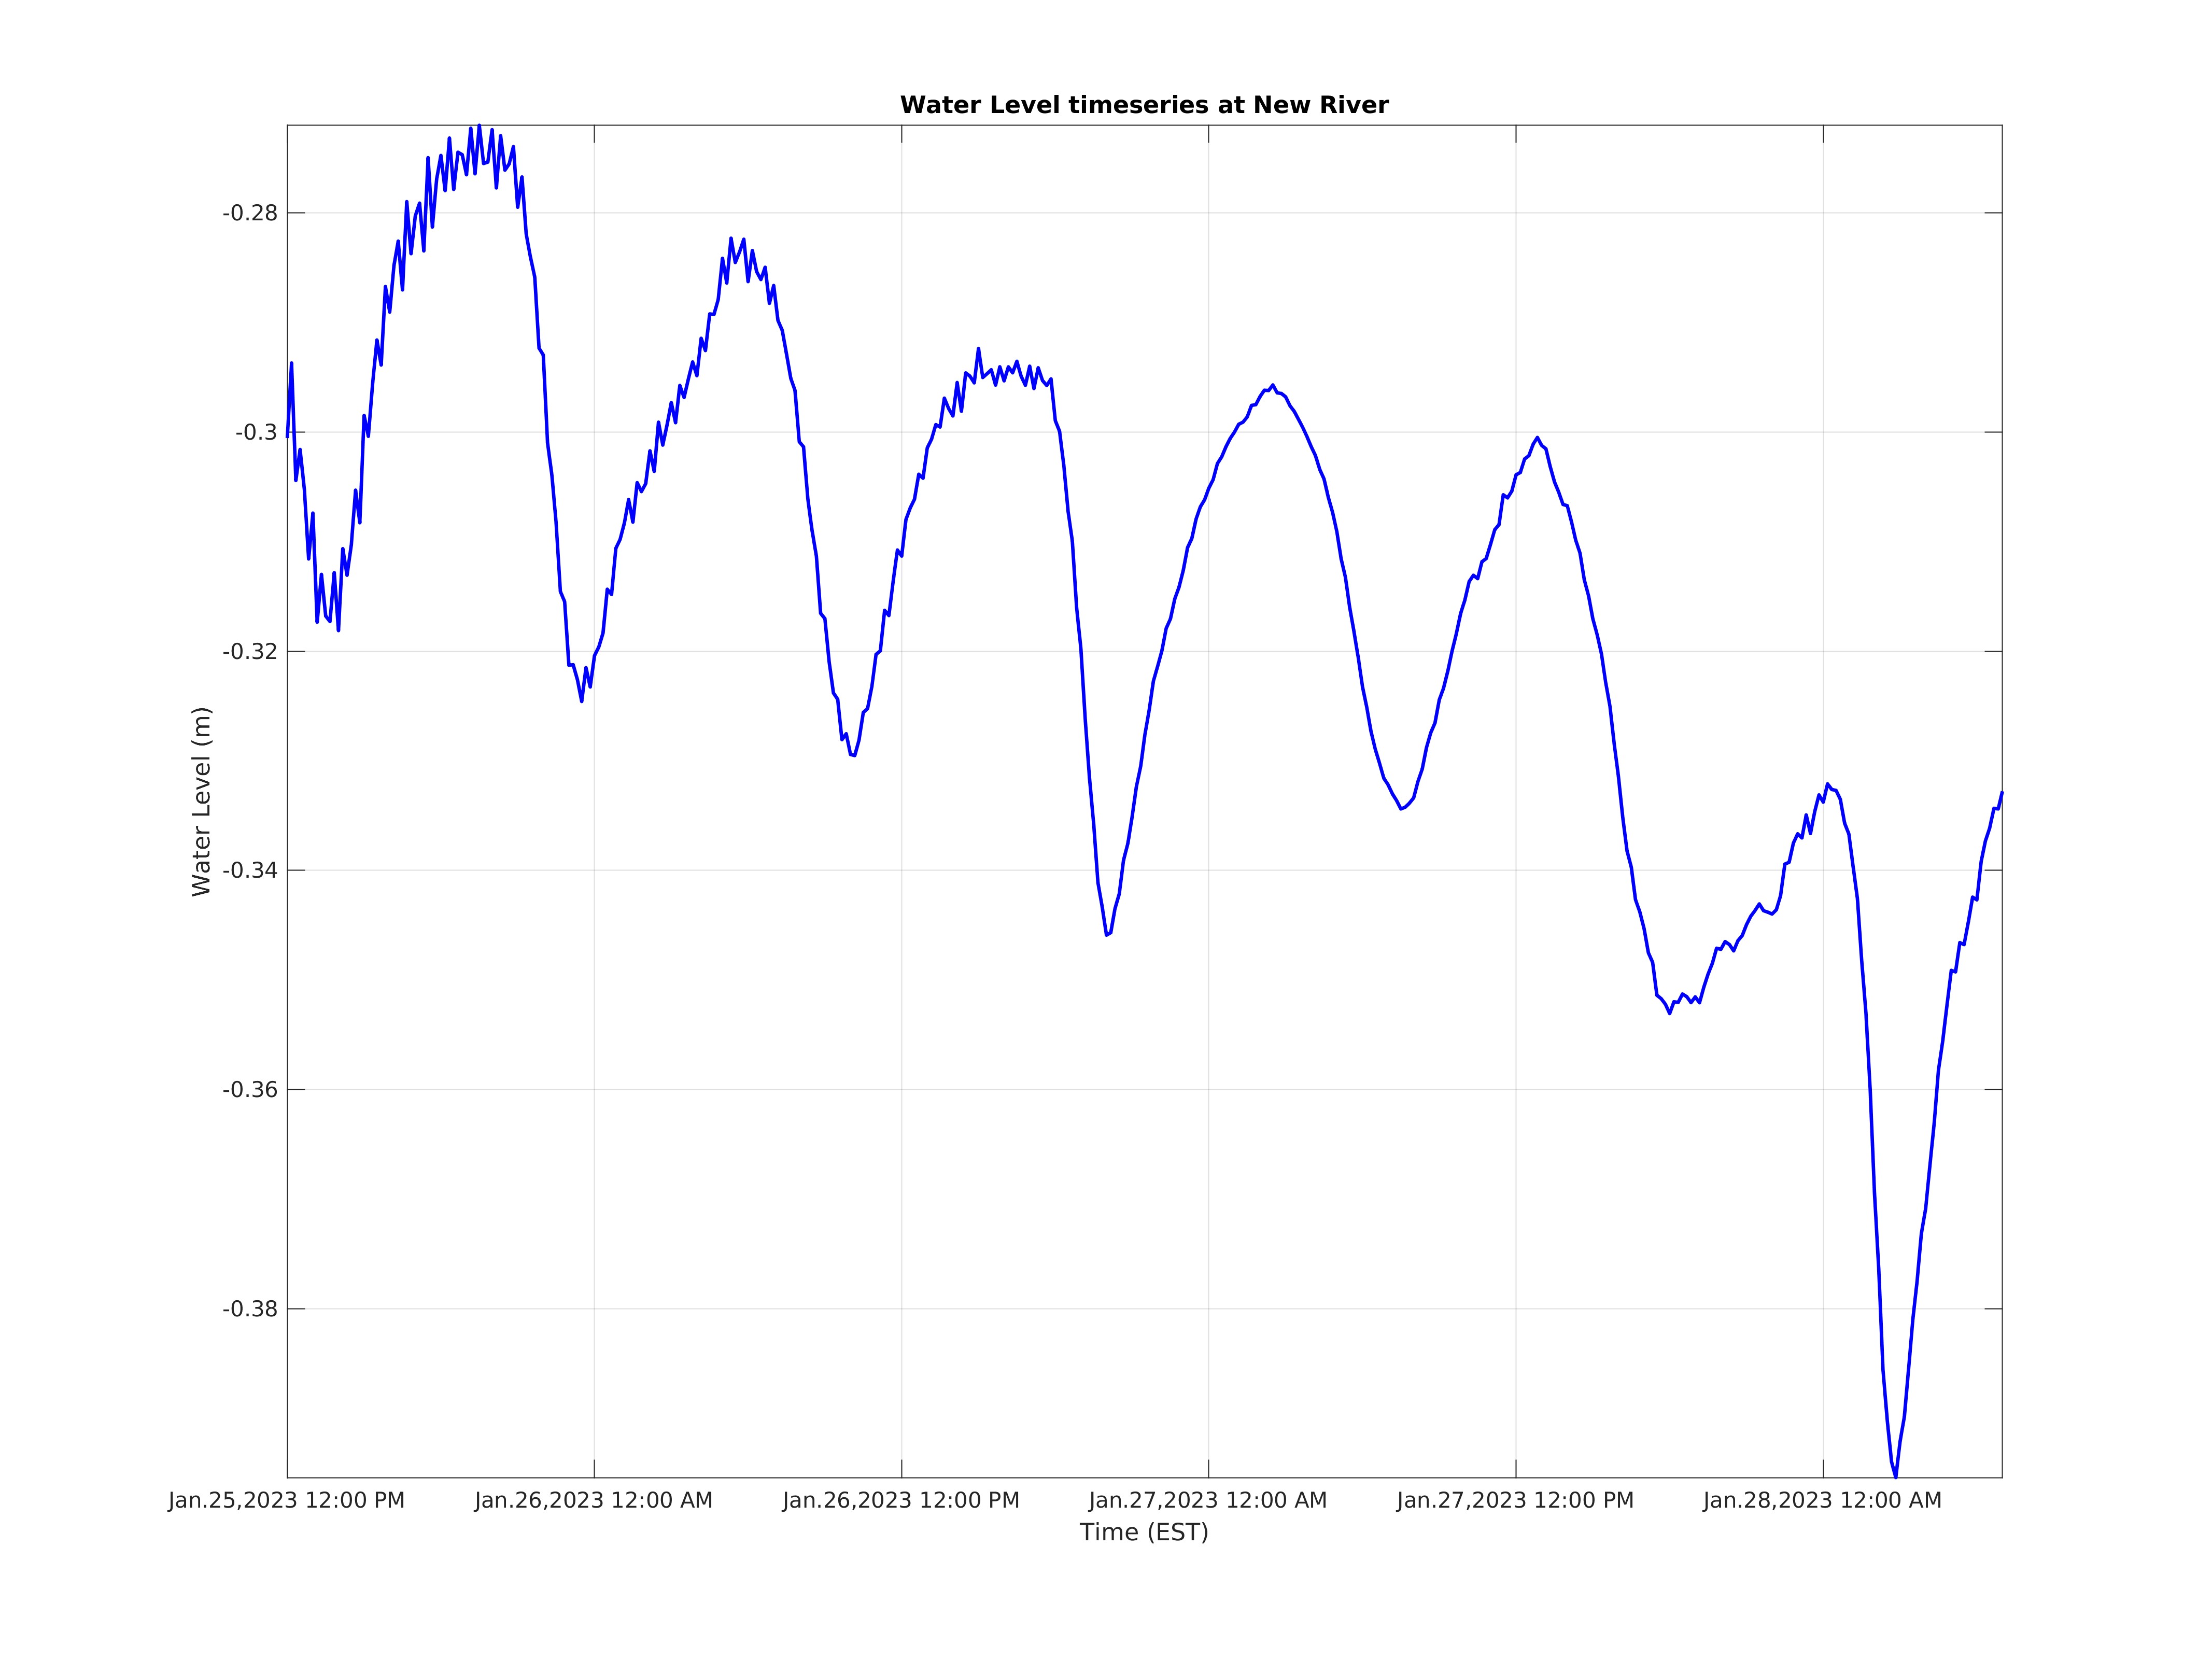 Water Level timeseries at New River
Water Level (m)
-0.28
-0.3
-0.32
-0.34
-0.36
-0.38
Jan.25,2023 12:00 PM
Jan.26,2023 12:00 AM
Jan.26,2023 12:00 PM
Jan.27,2023 12:00 AM
Jan.27,2023 12:00 PM
Jan.28,2023 12:00 AM
Time (EST)